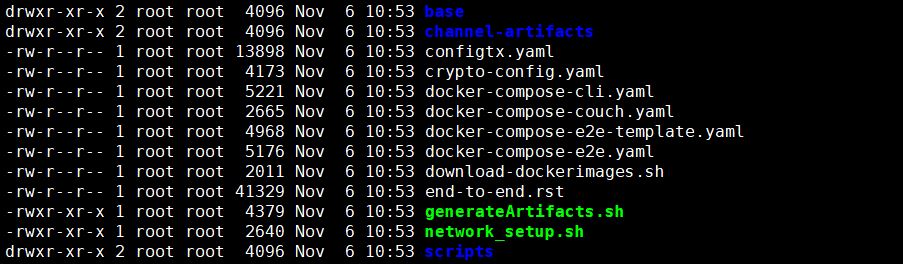 drwxr-xr-x 2 root root  4096 Nov  6 10:53 base
drwxr-xr-x 2 root root  4096 Nov  6 10:53 channel-artifacts
-rw-r--r-- 1 root root 13898 Nov  6 10:53 configtx.yaml
-rw-r--r-- 1 root root  4173 Nov  6 10:53 crypto-config.yaml
-rw-r--r-- 1 root root  5221 Nov  6 10:53 docker-compose-cli.yaml
-rw-r--r-- 1 root root  2665 Nov  6 10:53 docker-compose-couch.yaml
-rw-r--r-- 1 root root  4968 Nov  6 10:53 docker-compose-e2e-template.yaml
-rw-r--r-- 1 root root  5176 Nov  6 10:53 docker-compose-e2e.yaml
-rw-r--r-- 1 root root  2011 Nov  6 10:53 download-dockerimages.sh
-rw-r--r-- 1 root root 41329 Nov  6 10:53 end-to-end.rst
-rwxr-xr-x 1 root root  4379 Nov  6 10:53 generateArtifacts.sh
-rwxr-xr-x 1 root root  2640 Nov  6 10:53 network_setup.sh
drwxr-xr-x 2 root root  4096 Nov  6 10:53 scripts